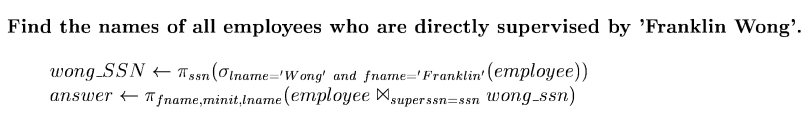 Find the names of all employees who are directly supervised by 'Franklin Wong'.
wong_SSN ← π_ssn(σ_lname='Wong' and fname='Franklin'(employee))
answer ← π_fname,minit,lname(employee ⋈_superssn=ssn wong_ssn)